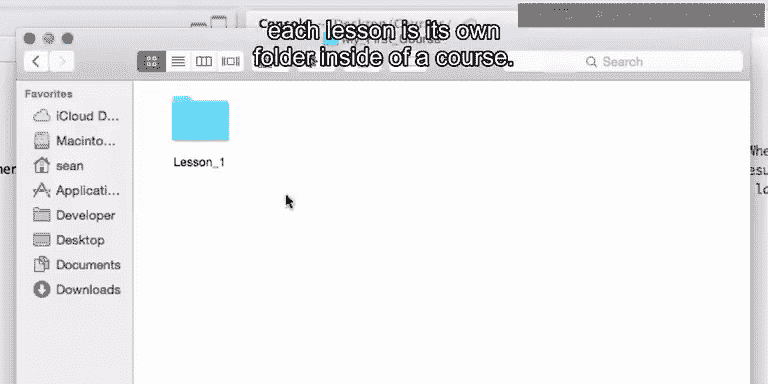 each lesson is its own
folder inside of a course.
My_First_Course
Search
Favorites
iCloud D...
Macinto...
sean
Applicati...
Developer
Desktop
Documents
Downloads
Lesson_1